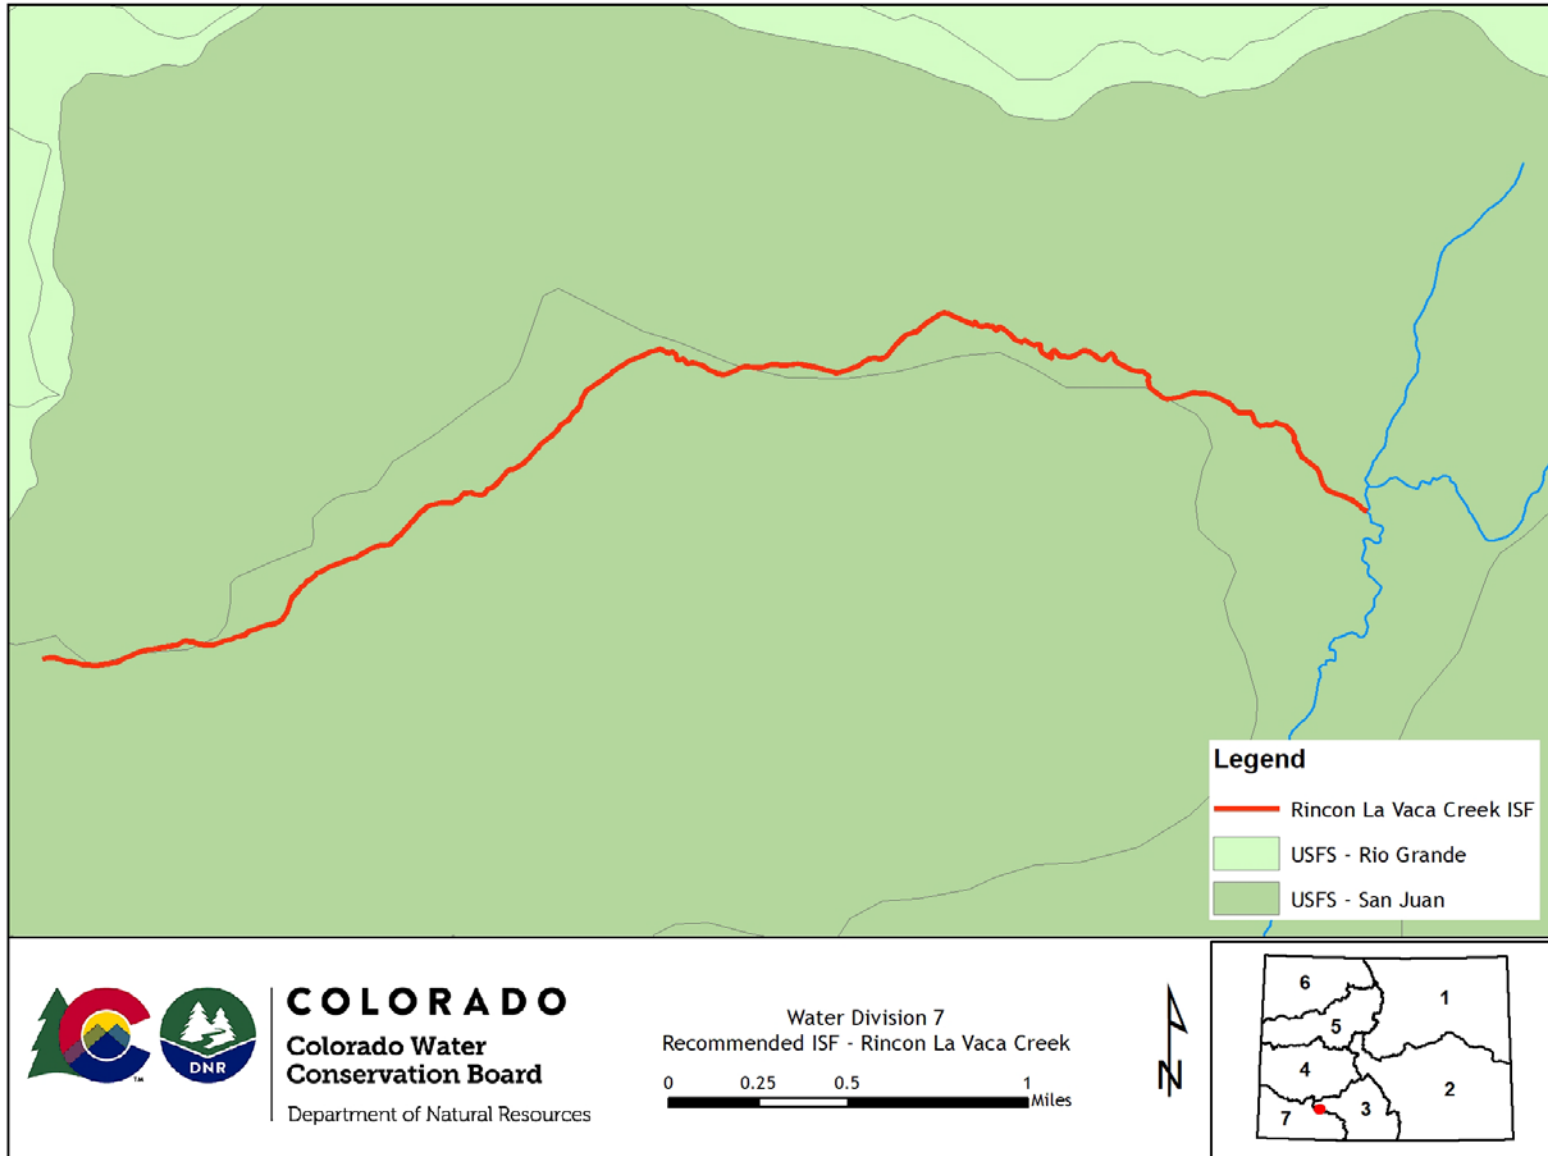 Legend
Rincon La Vaca Creek ISF
USFS - Rio Grande
USFS - San Juan
COLORADO
Colorado Water
Conservation Board
Department of Natural Resources
DNR
TM
Water Division 7
Recommended ISF - Rincon La Vaca Creek
0 0.25 0.5 1
Miles
N
6
1
5
4
2
3
7